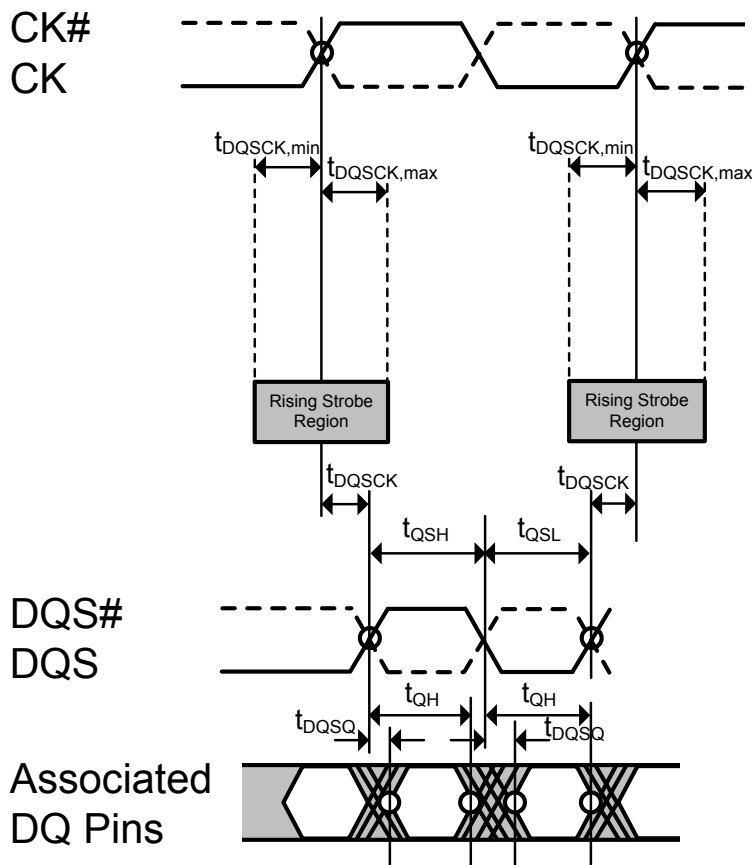 CK#
CK
tDQSCK,min
tDQSCK,max
tDQSCK,min
tDQSCK,max
Rising Strobe
Region
Rising Strobe
Region
tDQSCK
tDQSCK
tQSH
tQSL
DQS#
DQS
tQH
tQH
tDQSQ
tDQSQ
Associated
DQ Pins